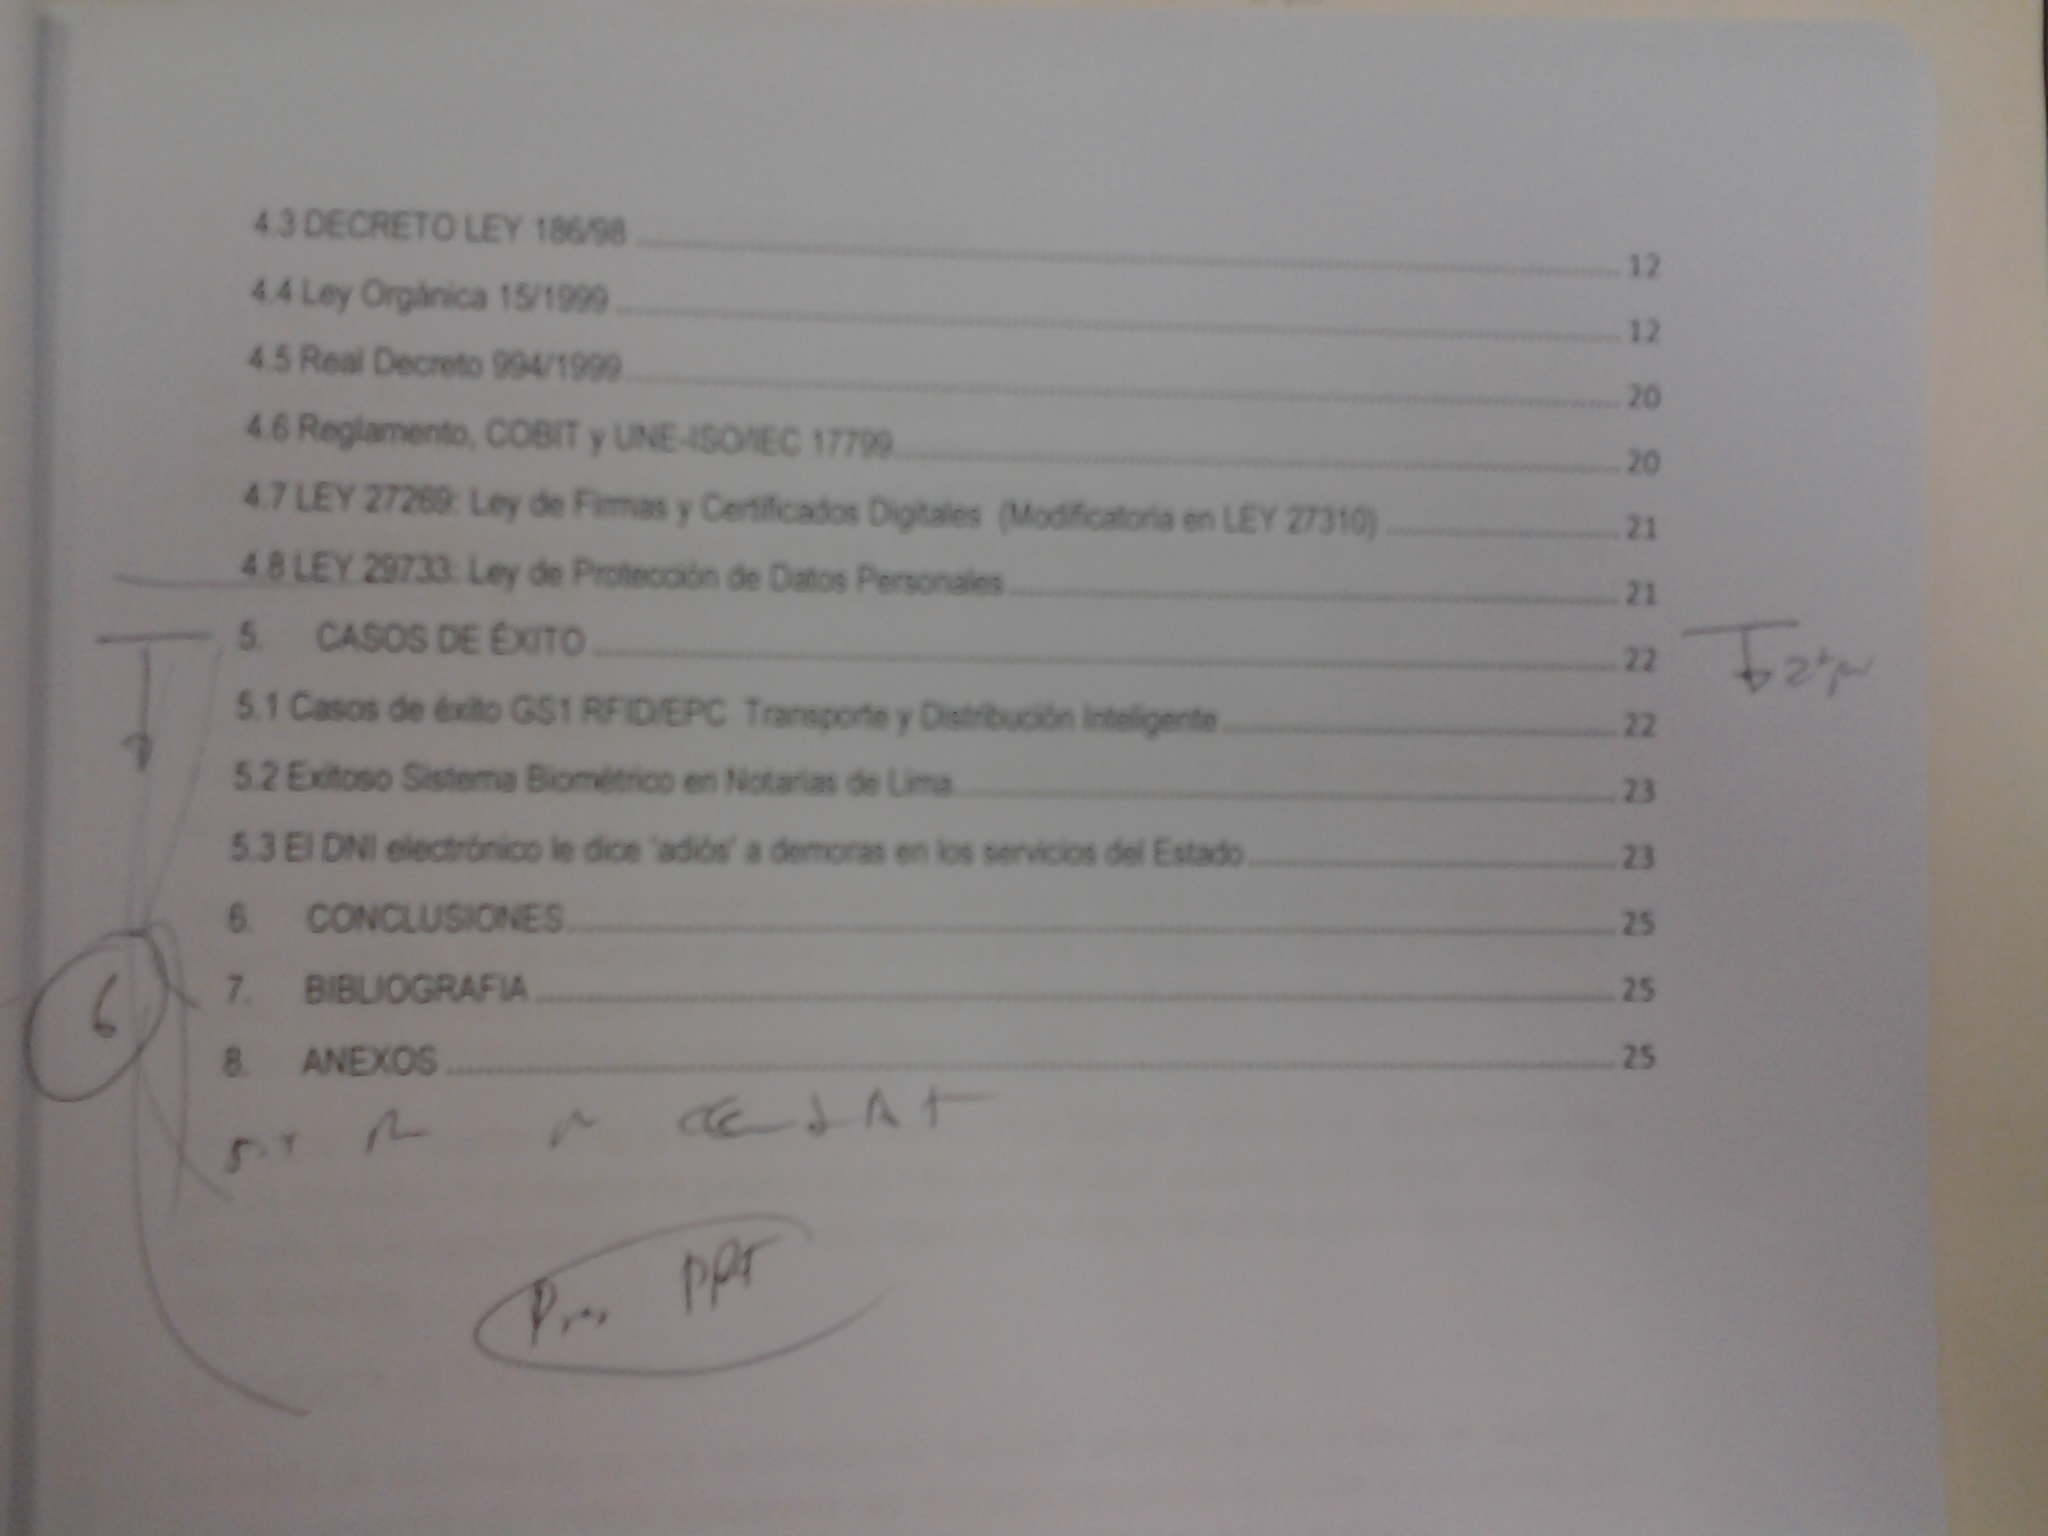 4.3 DECRETO LEY 186/98 ........ 12
4.4 Ley Orgánica 15/1999 ........ 12
4.5 Real Decreto 994/1999 ........ 20
4.6 Reglamento, COBIT y UNE-ISO/IEC 17799 ........ 20
4.7 LEY 27269: Ley de Firmas y Certificados Digitales (Modificatoria en LEY 27310) ........ 21
4.8 LEY 29733: Ley de Protección de Datos Personales ........ 21
5. CASOS DE ÉXITO ........ 22
5.1 Casos de éxito GS1 RFID/EPC Transporte y Distribución Inteligente ........ 22
5.2 Exitoso Sistema Biométrico en Notarías de Lima ........ 23
5.3 El DNI electrónico le dice 'adiós' a demoras en los servicios del Estado ........ 23
6. CONCLUSIONES ........ 25
7. BIBLIOGRAFIA ........ 25
8. ANEXOS ........ 25
6
PPT